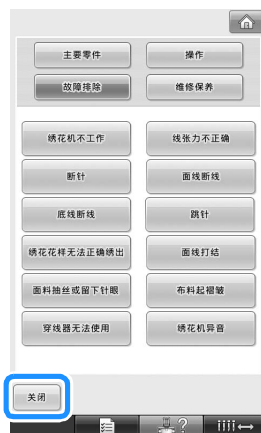 主要零件 操作
故障排除 维修保养
绣花机不工作 线张力不正确
断针 面线断线
底线断线 跳针
绣花花样无法正确绣出 面线打结
面料抽丝或留下针眼 布料起褶皱
穿线器无法使用 绣花机异音
关闭
?